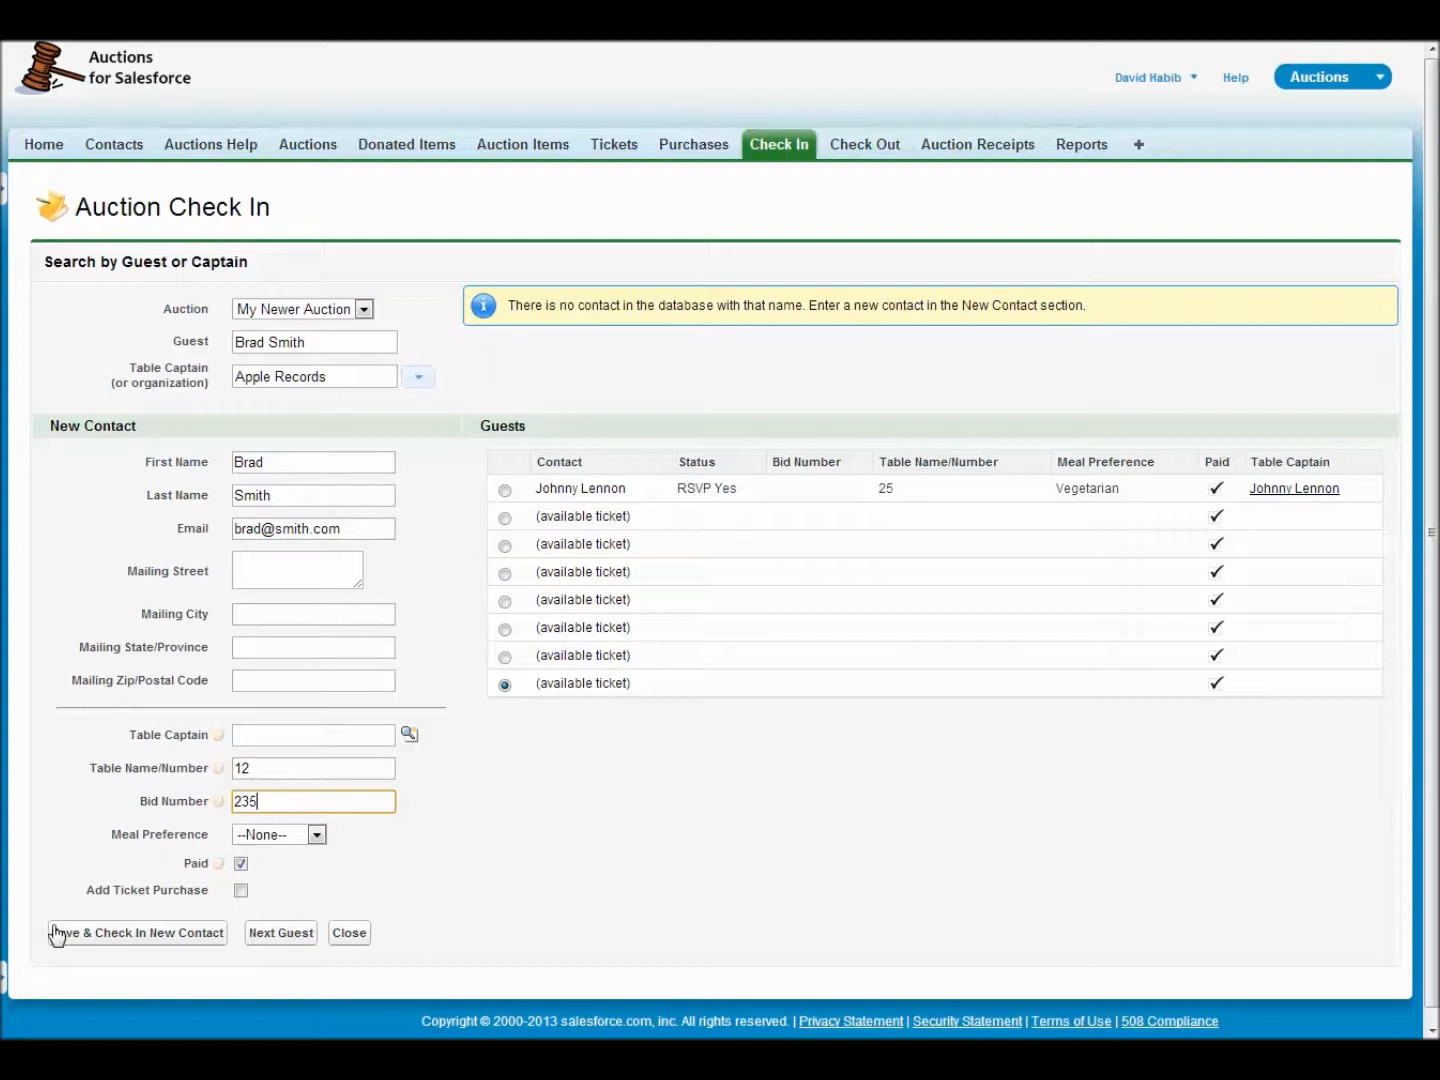 Auctions
for Salesforce
David Habib
Help
Auctions
Home Contacts Auctions Help Auctions Donated Items Auction Items Tickets Purchases Check In Check Out Auction Receipts Reports +
Auction Check In
Search by Guest or Captain
Auction My Newer Auction
There is no contact in the database with that name. Enter a new contact in the New Contact section.
Guest Brad Smith
Table Captain
(or organization) Apple Records
New Contact
Guests
First Name Brad
Last Name Smith
Email brad@smith.com
Mailing Street
Mailing City
Mailing State/Province
Mailing Zip/Postal Code
Contact Status Bid Number Table Name/Number Meal Preference Paid Table Captain
Johnny Lennon RSVP Yes 25 Vegetarian ✓ Johnny Lennon
(available ticket) ✓
(available ticket) ✓
(available ticket) ✓
(available ticket) ✓
(available ticket) ✓
(available ticket) ✓
(available ticket) ✓
Table Captain
Table Name/Number 12
Bid Number 235
Meal Preference --None--
Paid
Add Ticket Purchase
& Check In New Contact Next Guest Close
Copyright © 2000-2013 salesforce.com, inc. All rights reserved. | Privacy Statement | Security Statement | Terms of Use | 508 Compliance